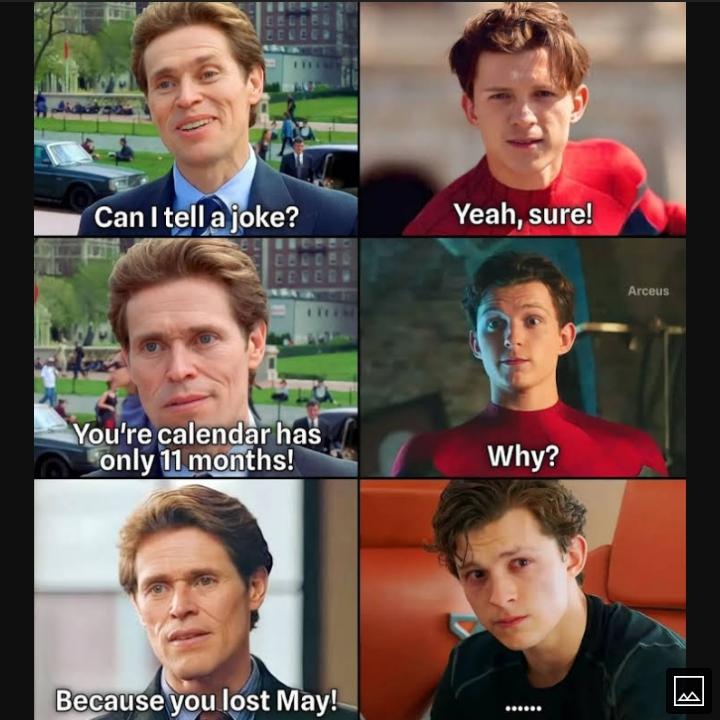 Can I tell a joke?
Yeah, sure!
Arceus
You're calendar has
only 11 months!
Why?
Because you lost May!
......